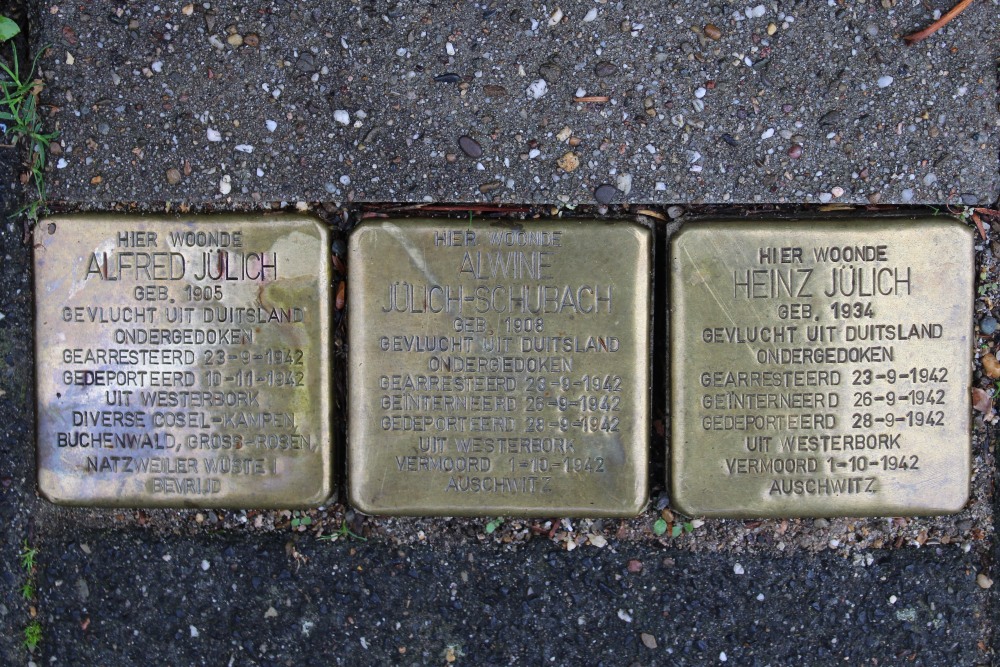 HIER WOONDE
ALFRED JÜLICH
GEB. 1905
GEVLUCHT UIT DUITSLAND
ONDERGEDOKEN
GEARRESTEERD 23-9-1942
GEDEPORTEERD 10-11-1942
UIT WESTERBORK
DIVERSE COSEL-KAMPEN
BUCHENWALD, GROSS-ROSEN
NATZWEILER WÜSTE I
BEVRIJD
HIER WOONDE
ALWINE
JÜLICH-SCHUBACH
GEB. 1908
GEVLUCHT UIT DUITSLAND
ONDERGEDOKEN
GEARRESTEERD 23-9-1942
GEÏNTERNEERD 26-9-1942
GEDEPORTEERD 28-9-1942
UIT WESTERBORK
VERMOORD 1-10-1942
AUSCHWITZ
HIER WOONDE
HEINZ JÜLICH
GEB. 1934
GEVLUCHT UIT DUITSLAND
ONDERGEDOKEN
GEARRESTEERD 23-9-1942
GEÏNTERNEERD 26-9-1942
GEDEPORTEERD 28-9-1942
UIT WESTERBORK
VERMOORD 1-10-1942
AUSCHWITZ